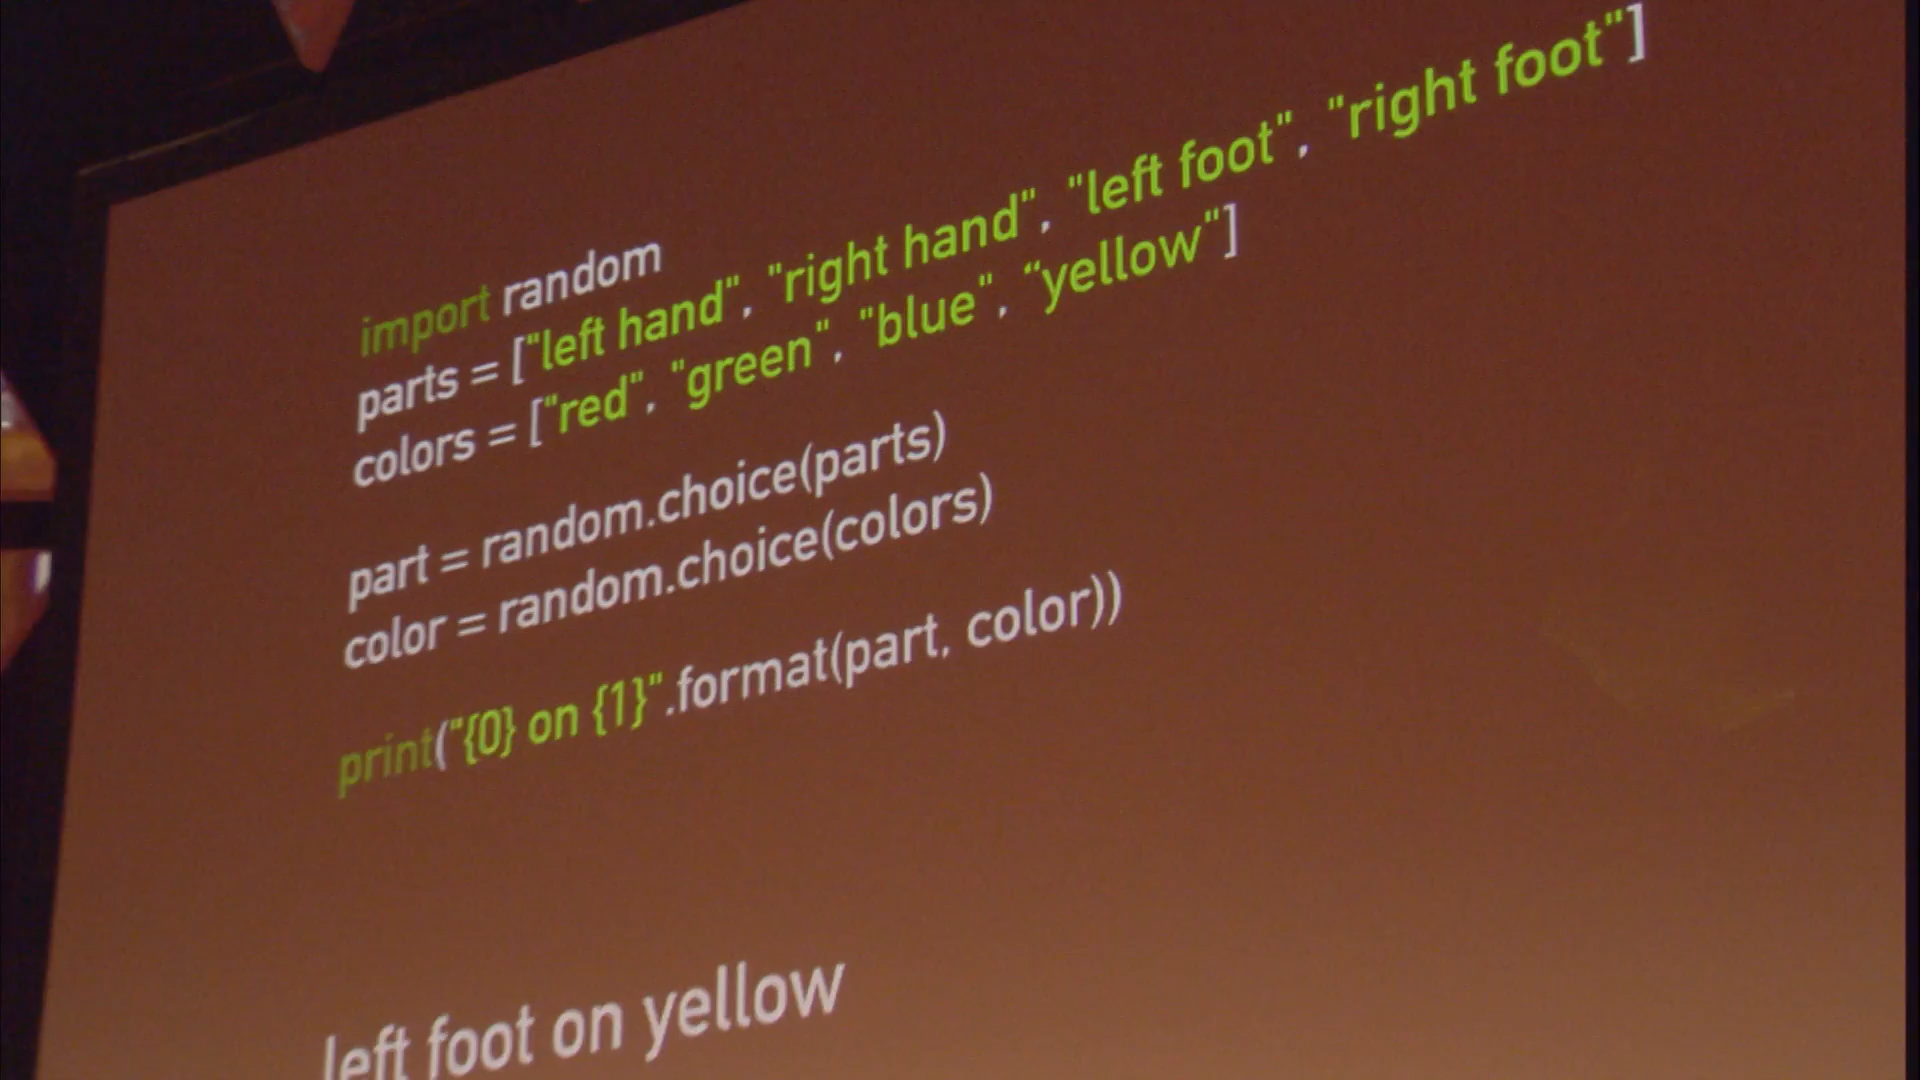 import random
parts = ["left hand", "right hand", "left foot", "right foot"]
colors = ["red", "green", "blue", “yellow"]
part = random.choice(parts)
color = random.choice(colors)
print("{0} on {1}".format(part, color))
left foot on yellow